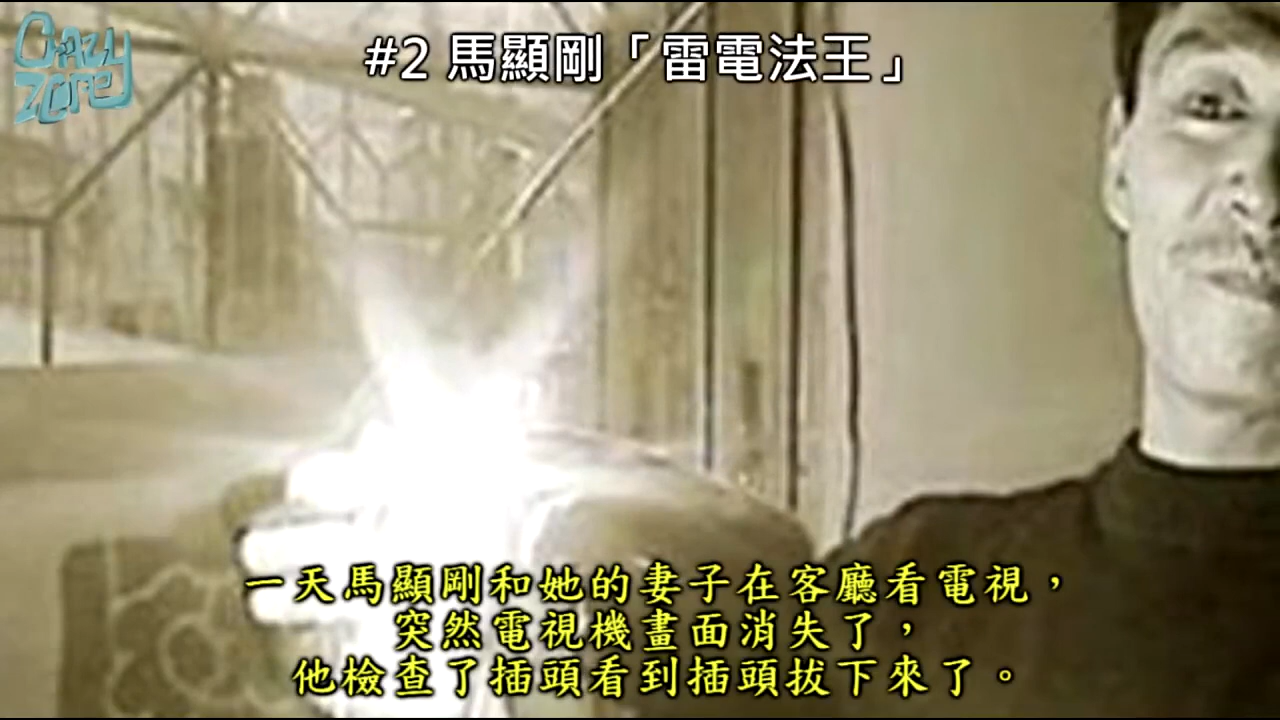 Crazy
Zone
#2 馬顯剛「雷電法王」
一天馬顯剛和她的妻子在客廳看電視，
突然電視機畫面消失了，
他檢查了插頭看到插頭拔下來了。